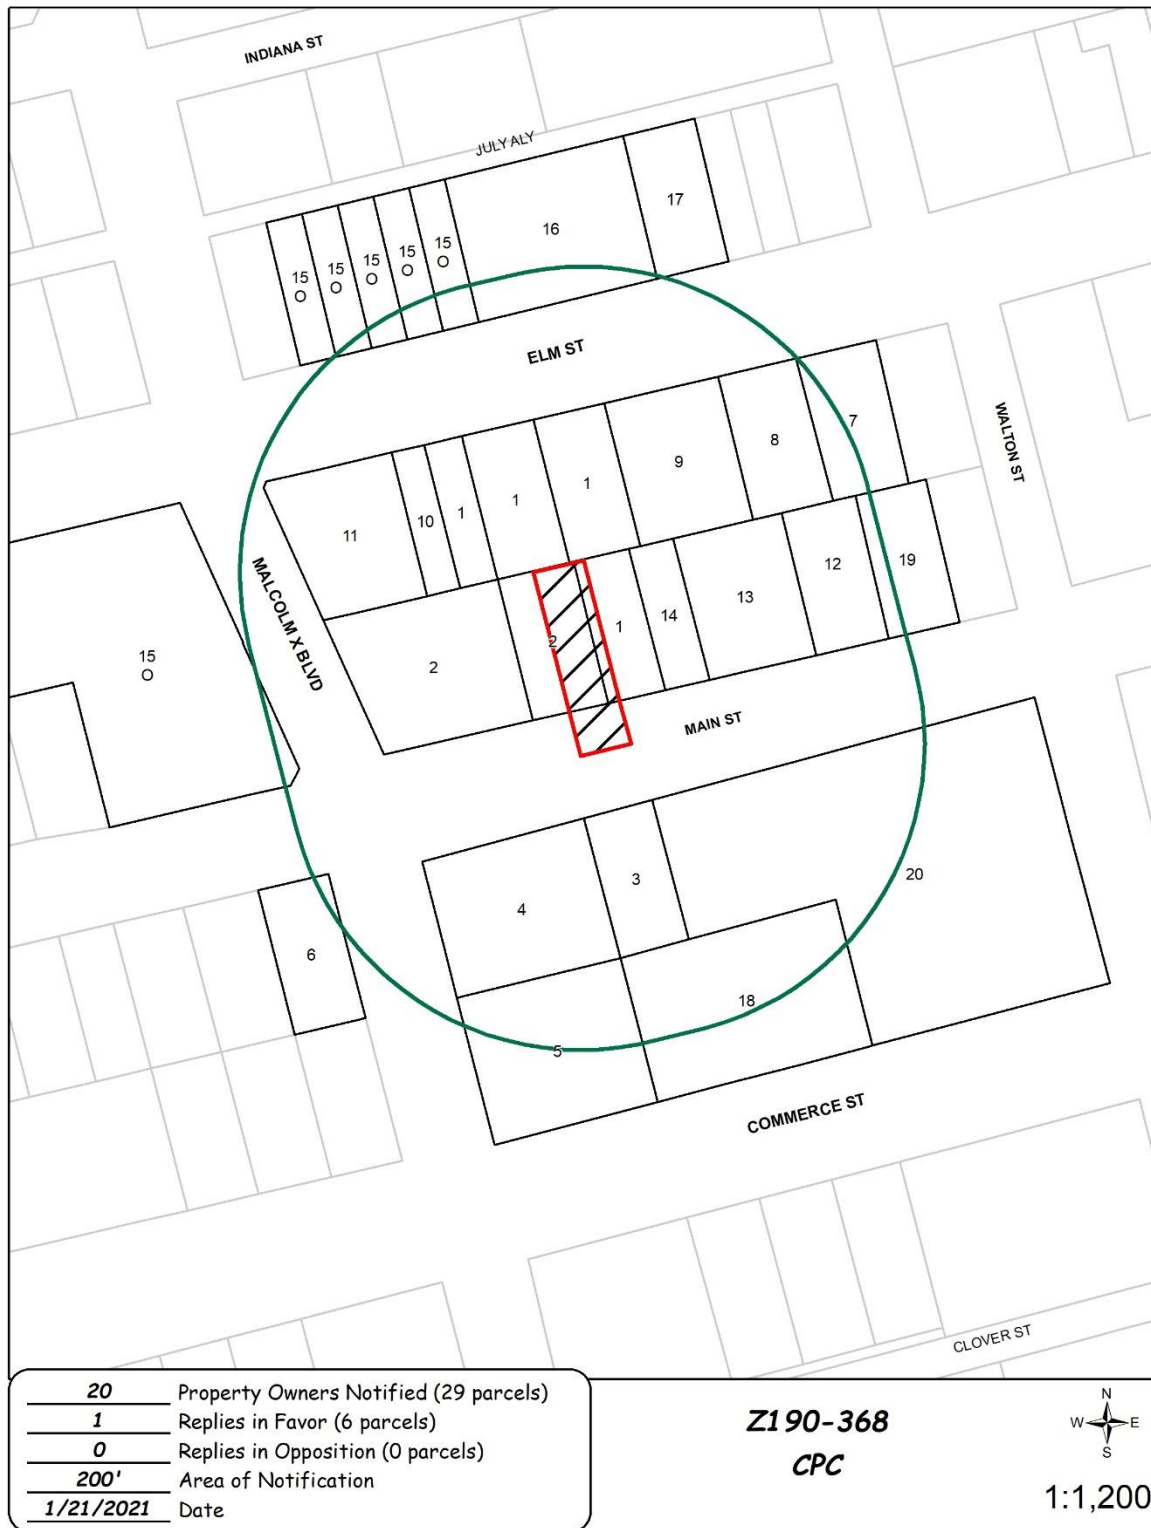 INDIANA ST
JULY ALY
17
16
15
O
15
O
15
O
15
O
15
O
ELM ST
WALTON ST
7
8
9
1
1
1
10
11
MALCOLM X BLVD
19
12
13
14
1
2
2
15
O
MAIN ST
20
3
4
6
18
5
COMMERCE ST
CLOVER ST
20 Property Owners Notified (29 parcels)
1 Replies in Favor (6 parcels)
0 Replies in Opposition (0 parcels)
200' Area of Notification
1/21/2021 Date
Z190-368
CPC
N
W E
S
1:1,200